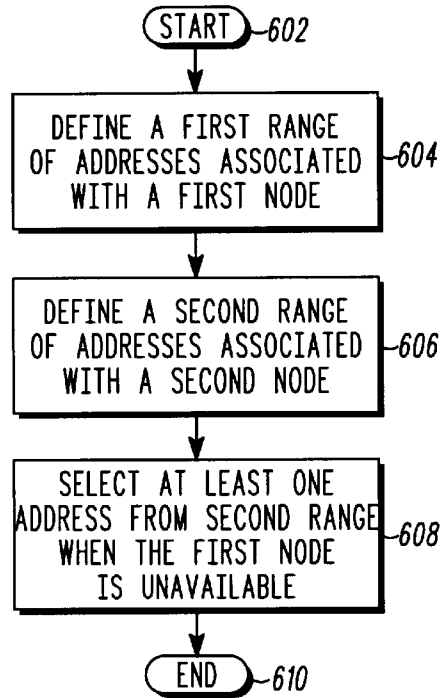 START 602
DEFINE A FIRST RANGE
OF ADDRESSES ASSOCIATED
WITH A FIRST NODE
604
DEFINE A SECOND RANGE
OF ADDRESSES ASSOCIATED
WITH A SECOND NODE
606
SELECT AT LEAST ONE
ADDRESS FROM SECOND RANGE
WHEN THE FIRST NODE
IS UNAVAILABLE
608
END 610